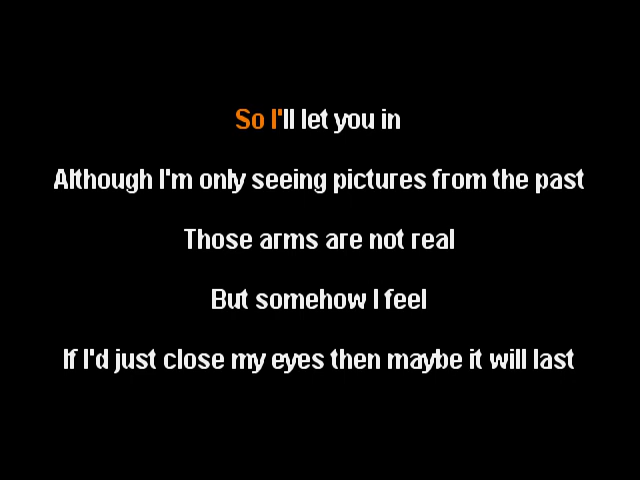 So I'll let you in
Although I'm only seeing pictures from the past
Those arms are not real
But somehow I feel
If I'd just close my eyes then maybe it will last